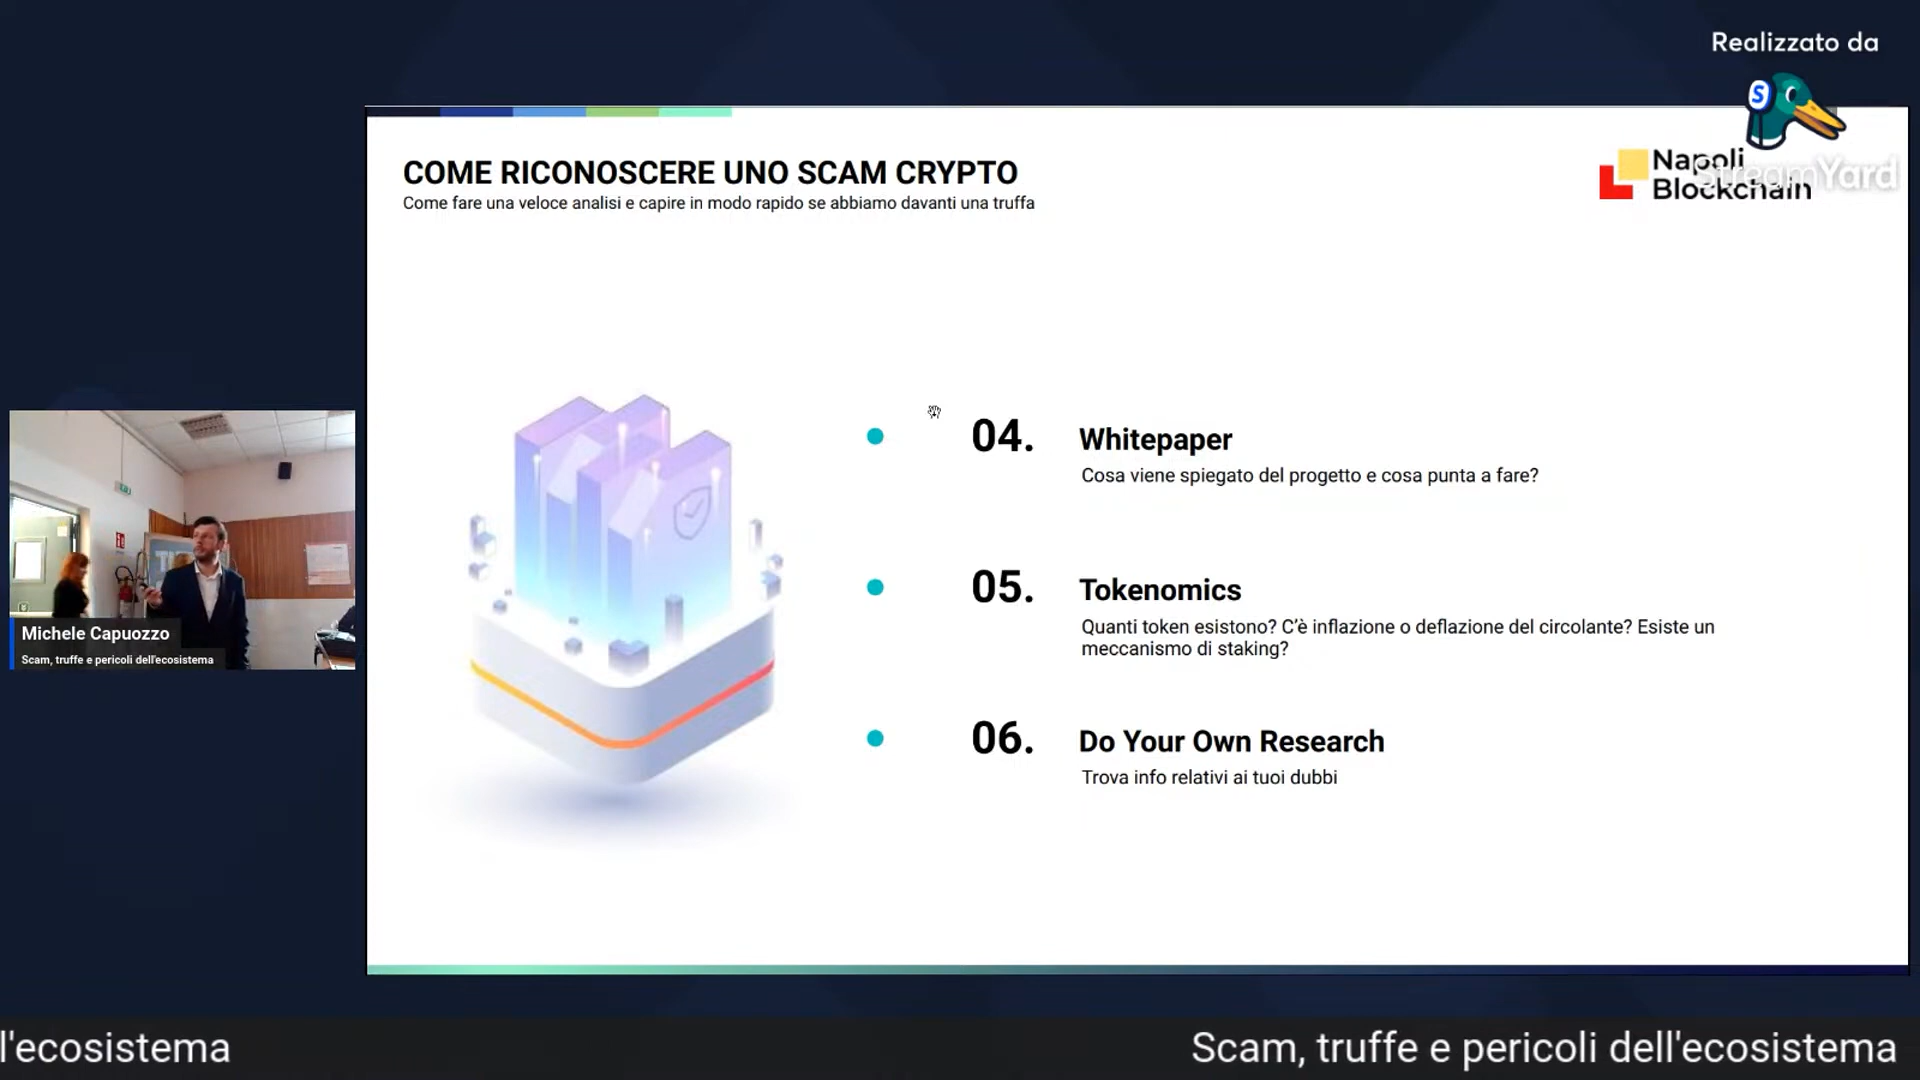 Realizzato da
StreamYard
COME RICONOSCERE UNO SCAM CRYPTO
Come fare una veloce analisi e capire in modo rapido se abbiamo davanti una truffa
Napoli
Blockchain
04.
Whitepaper
Cosa viene spiegato del progetto e cosa punta a fare?
05.
Tokenomics
Quanti token esistono? C'è inflazione o deflazione del circolante? Esiste un
meccanismo di staking?
06.
Do Your Own Research
Trova info relativi ai tuoi dubbi
Michele Capuozzo
Scam, truffe e pericoli dell'ecosistema
l'ecosistema
Scam, truffe e pericoli dell'ecosistema